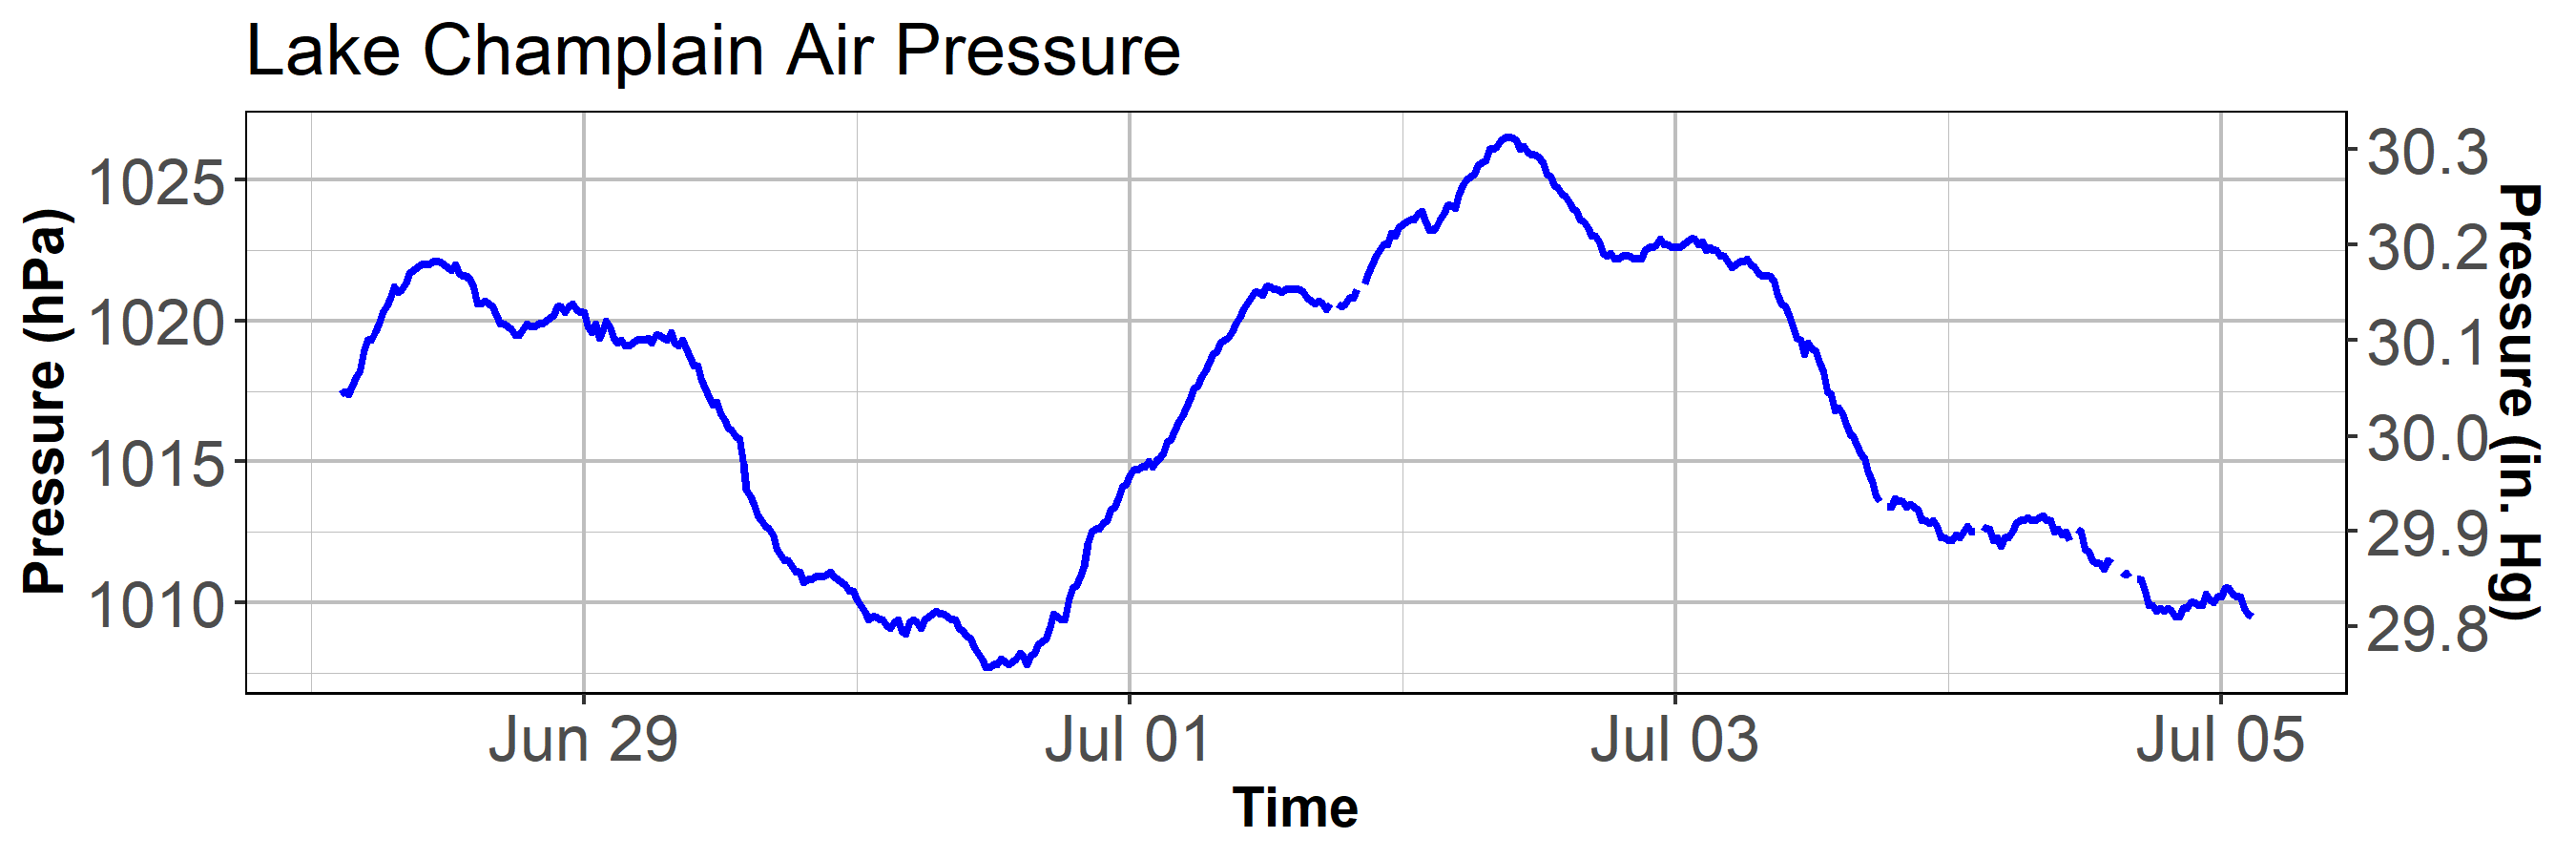 Lake Champlain Air Pressure
Pressure (hPa)
1025
1020
1015
1010
30.3
30.2
30.1
30.0
29.9
29.8
Pressure (in. Hg)
Jun 29
Jul 01
Jul 03
Jul 05
Time